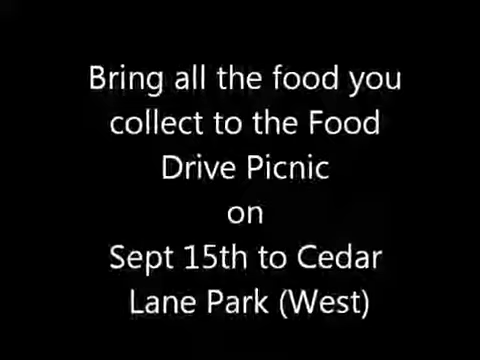 Bring all the food you
collect to the Food
Drive Picnic
on
Sept 15th to Cedar
Lane Park (West)